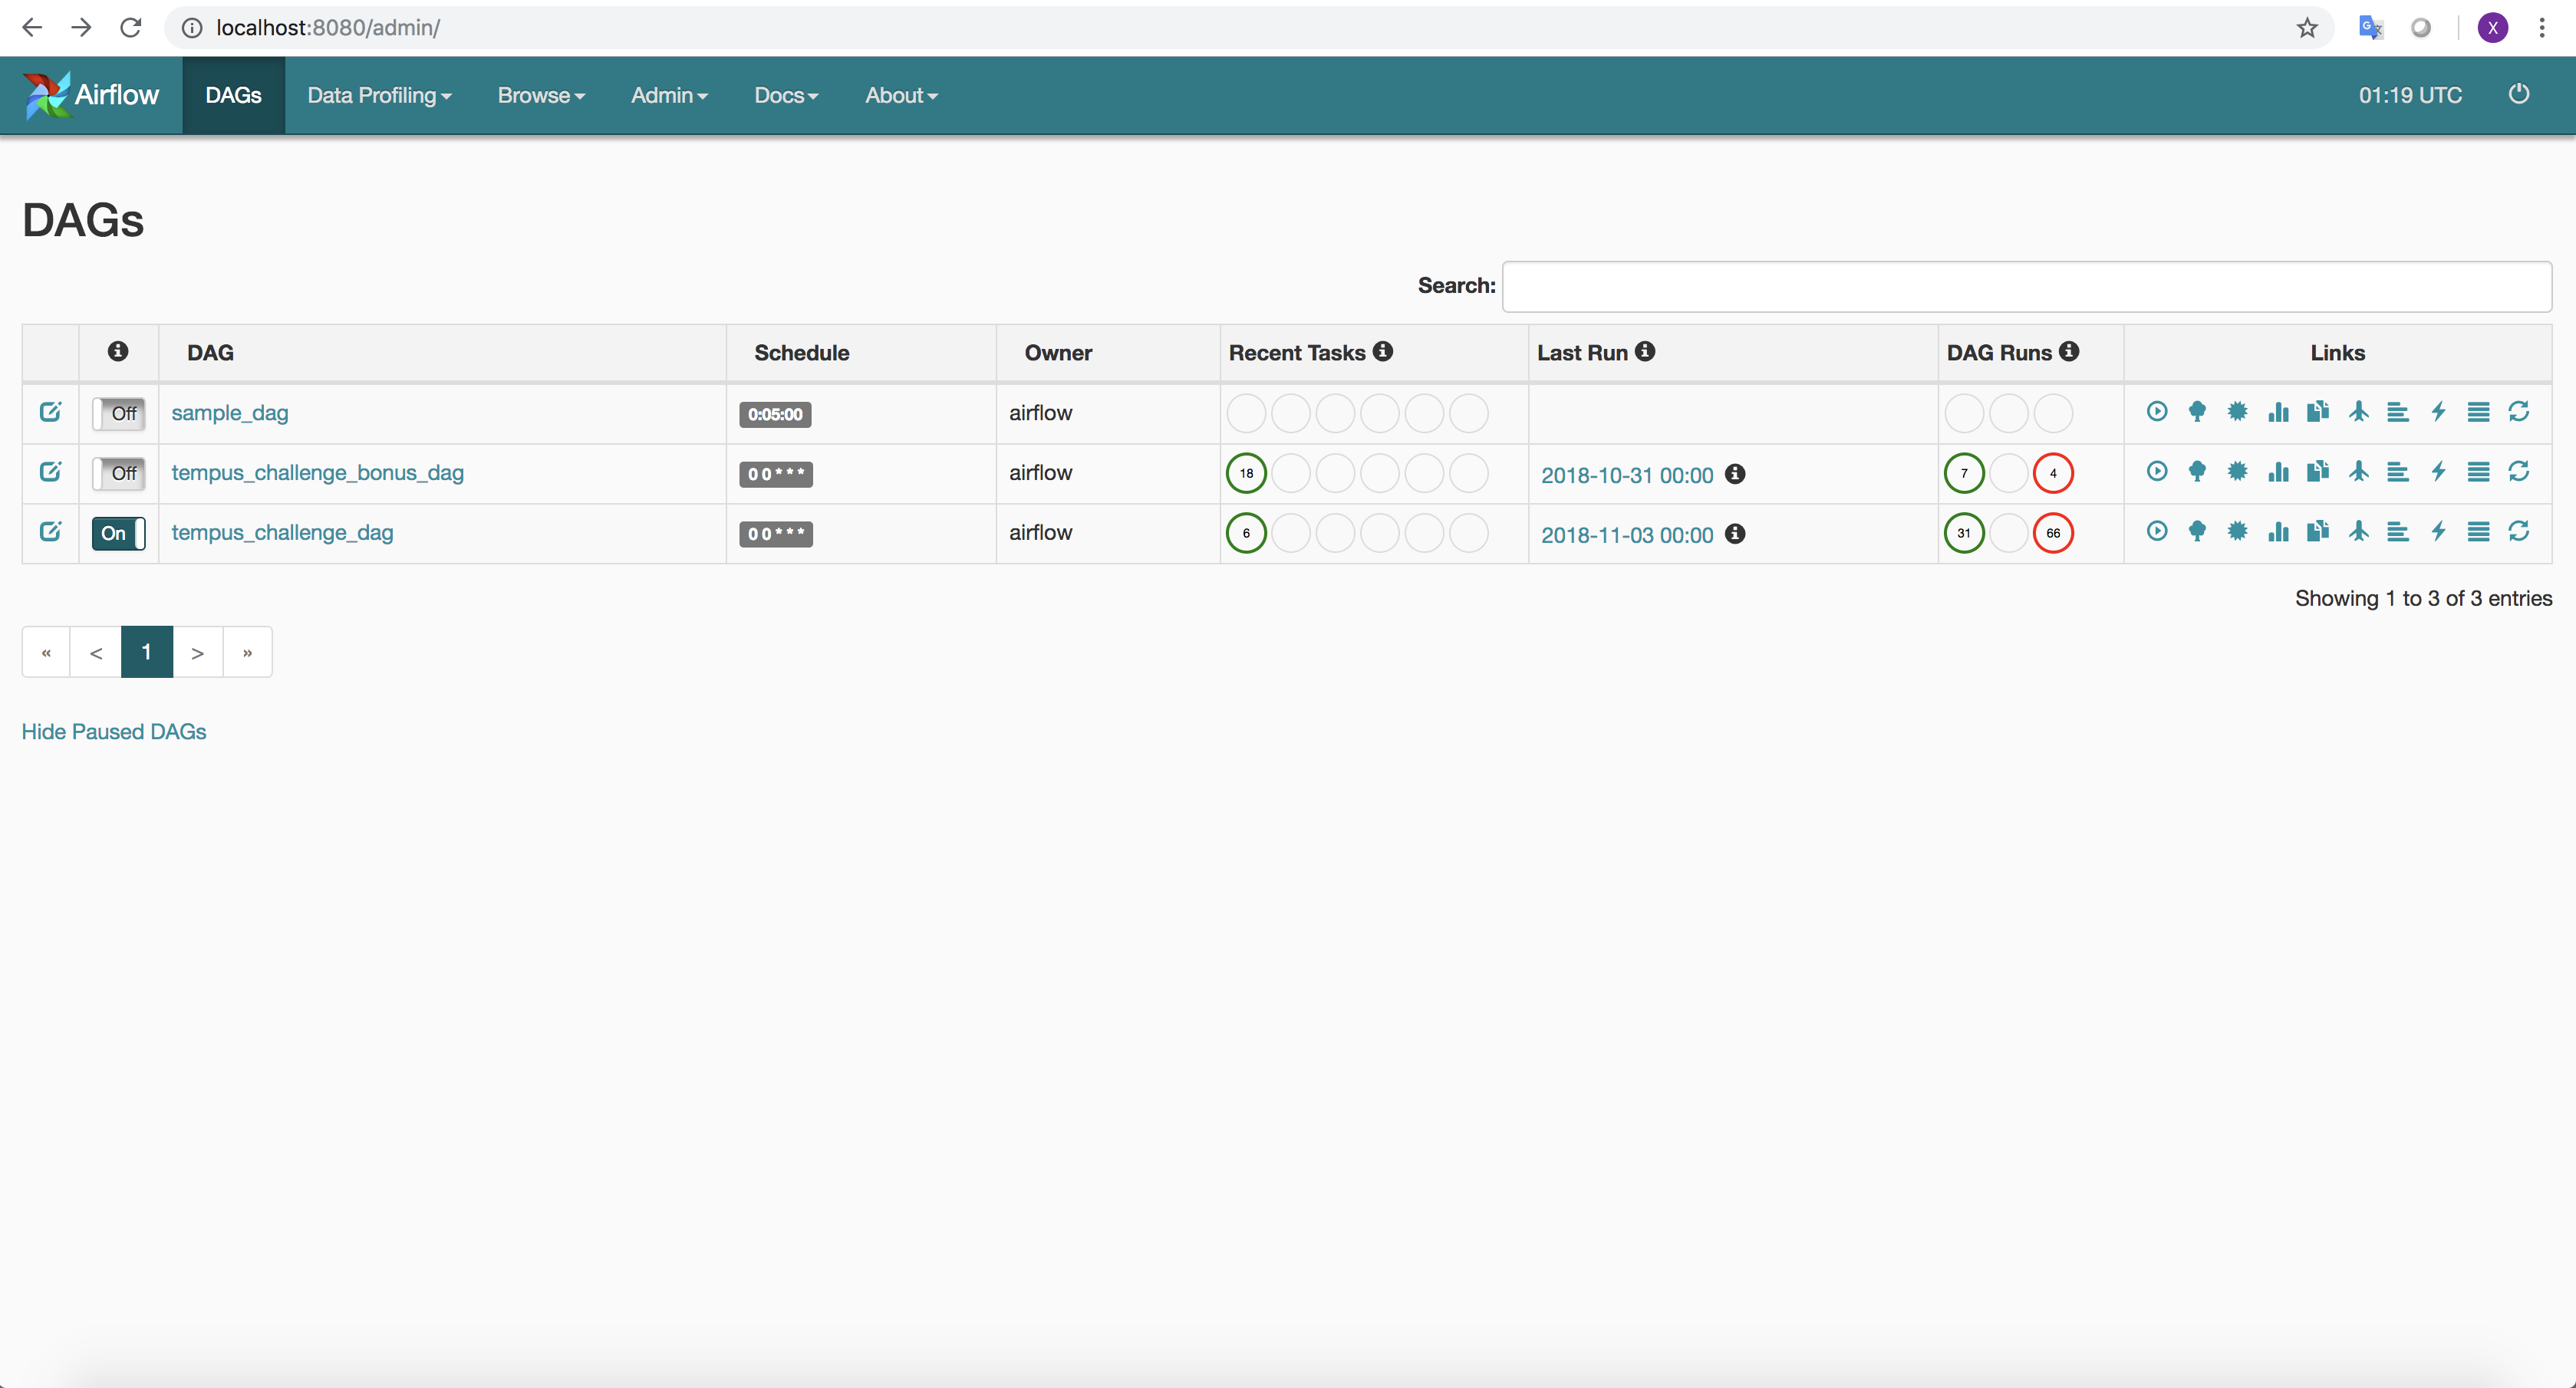 localhost:8080/admin/
X
Airflow DAGs Data Profiling Browse Admin Docs About 01:19 UTC
DAGs
Search:
DAG Schedule Owner Recent Tasks Last Run DAG Runs Links
Off sample_dag 0:05:00 airflow
Off tempus_challenge_bonus_dag 0 0 * * * airflow 18 2018-10-31 00:00 7 4
On tempus_challenge_dag 0 0 * * * airflow 6 2018-11-03 00:00 31 66
Showing 1 to 3 of 3 entries
« < 1 > »
Hide Paused DAGs